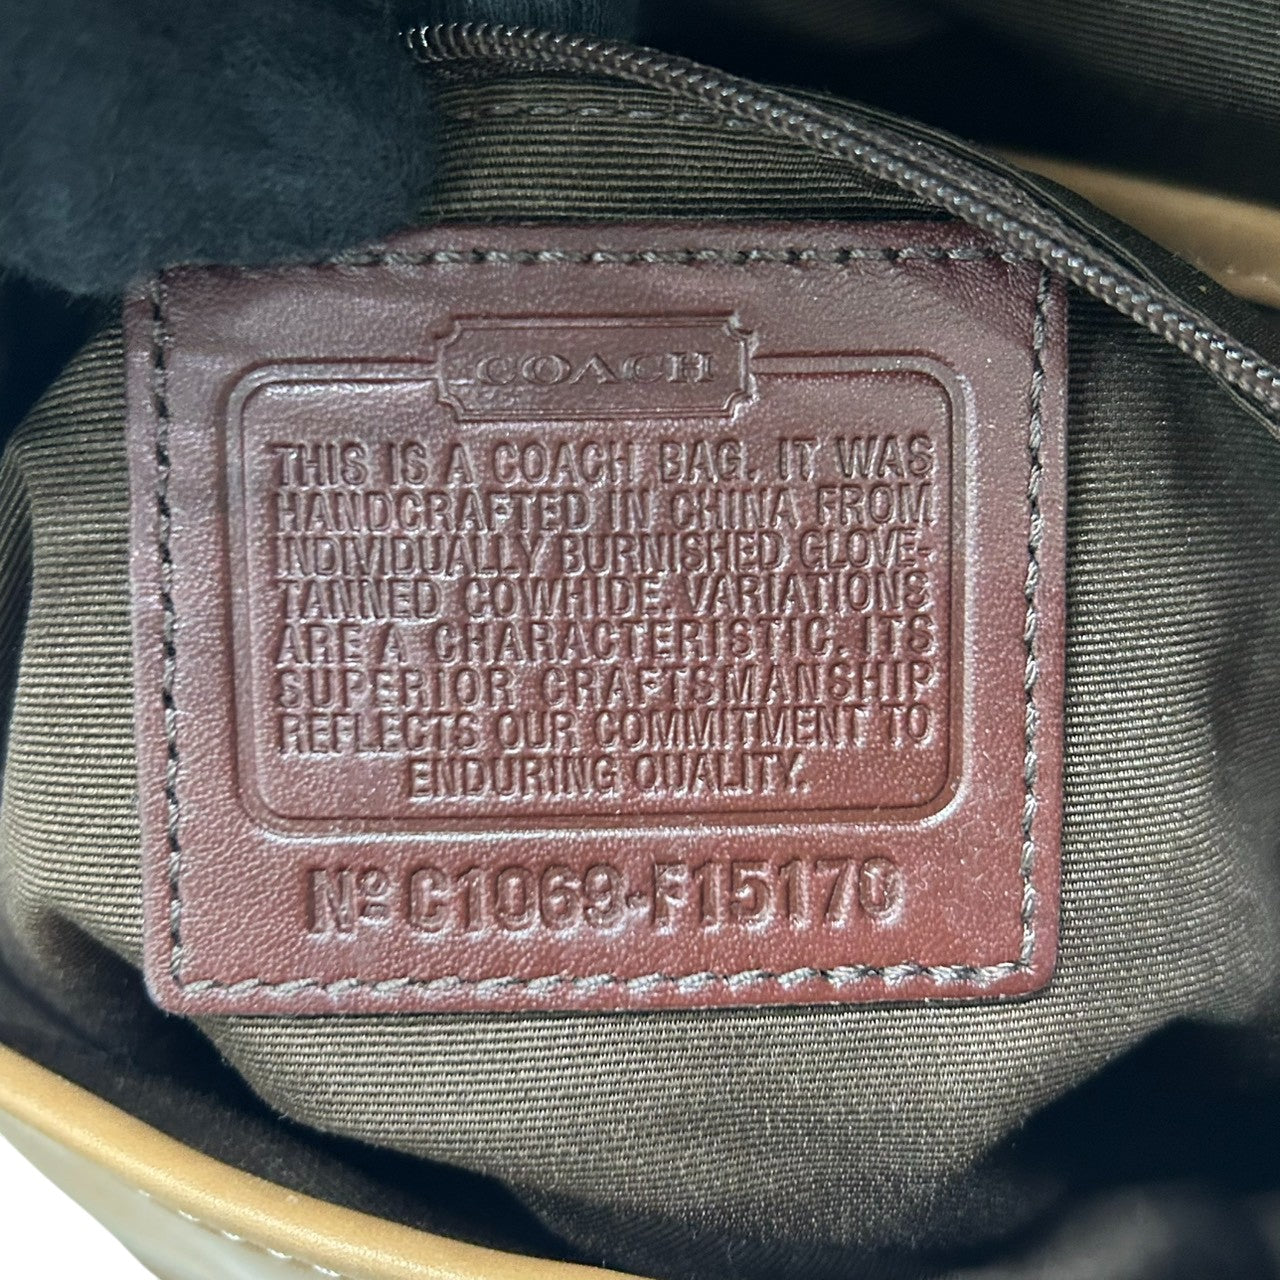 COACH
THIS IS A COACH BAG. IT WAS
HANDCRAFTED IN CHINA FROM
INDIVIDUALLY BURNISHED GLOVE-
TANNED COWHIDE. VARIATIONS
ARE A CHARACTERISTIC. ITS
SUPERIOR CRAFTSMANSHIP
REFLECTS OUR COMMITMENT TO
ENDURING QUALITY.
Nº C1069-F15170